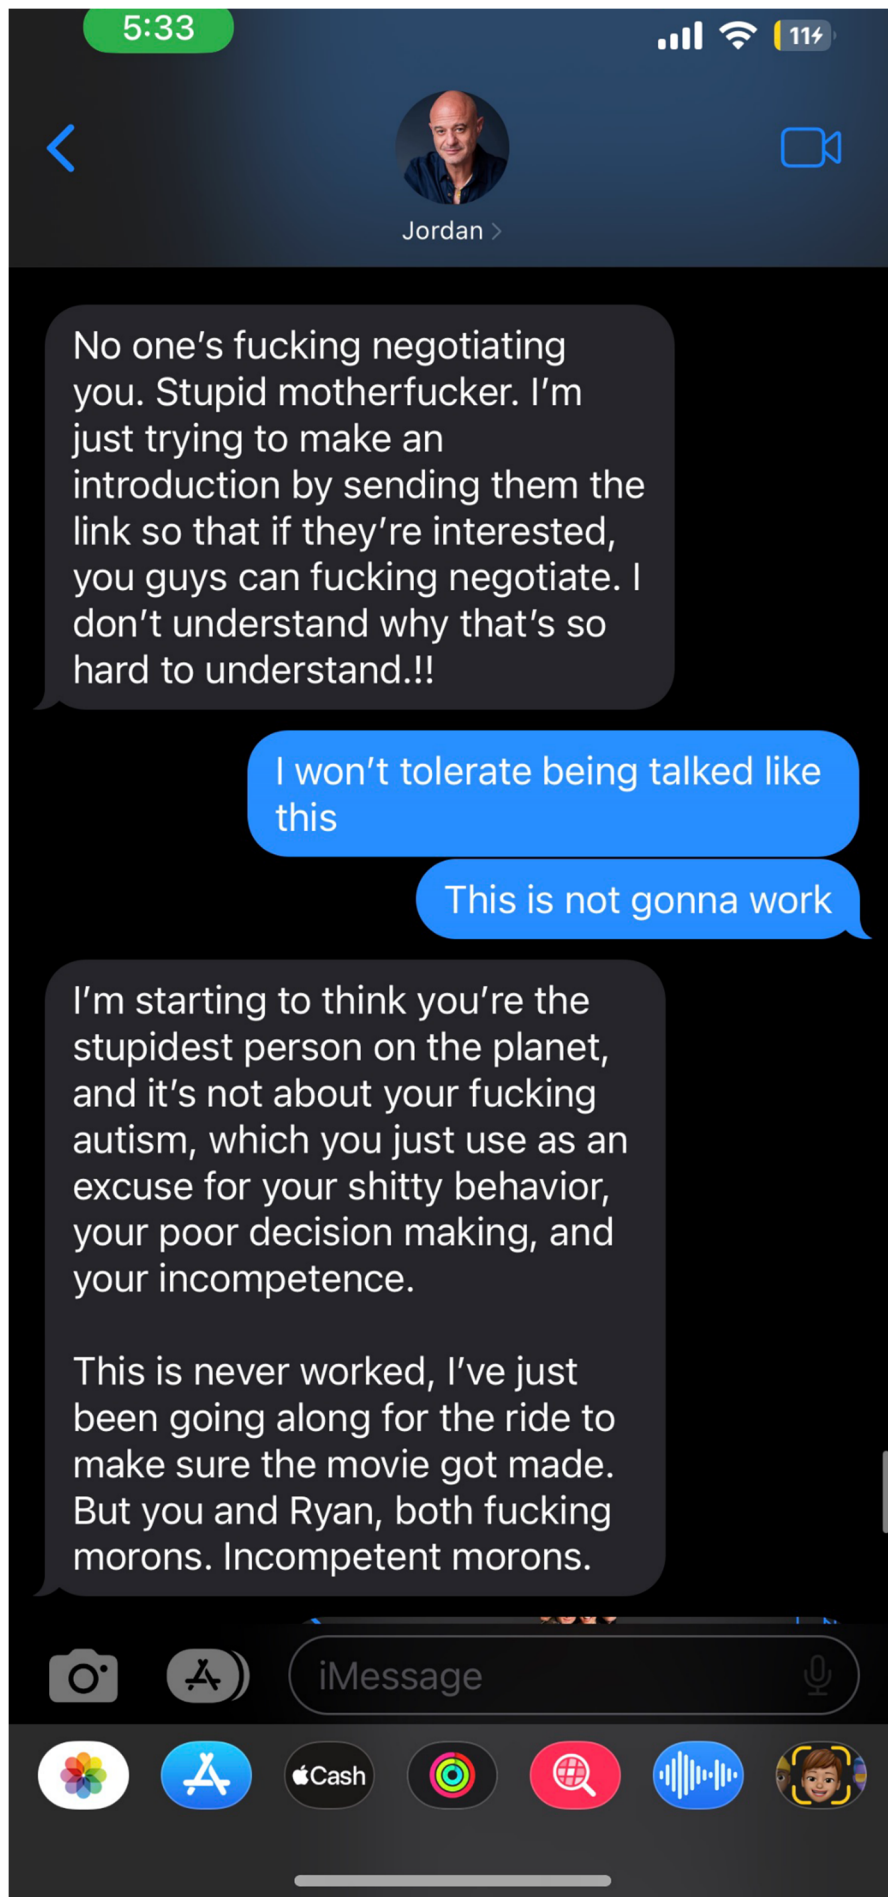 5:33
11
Jordan
No one's fucking negotiating
you. Stupid motherfucker. I'm
just trying to make an
introduction by sending them the
link so that if they're interested,
you guys can fucking negotiate. I
don't understand why that's so
hard to understand.!!
I won't tolerate being talked like
this
This is not gonna work
I'm starting to think you're the
stupidest person on the planet,
and it's not about your fucking
autism, which you just use as an
excuse for your shitty behavior,
your poor decision making, and
your incompetence.
This is never worked, I've just
been going along for the ride to
make sure the movie got made.
But you and Ryan, both fucking
morons. Incompetent morons.
iMessage
Cash